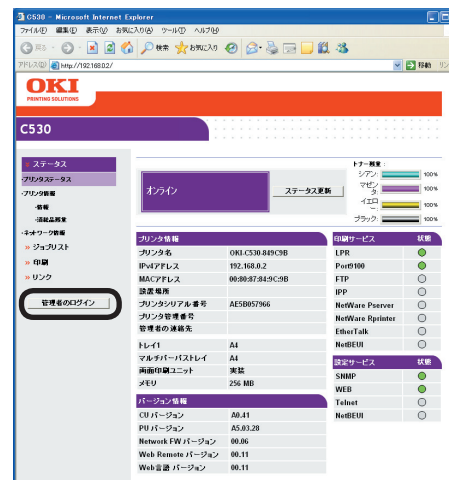 C530 - Microsoft Internet Explorer
ファイル(F) 編集(E) 表示(V) お気に入り(A) ツール(T) ヘルプ(H)
戻る 検索 お気に入り
アドレス(D) http://192.168.0.2/ 移動 リン
OKI
PRINTING SOLUTIONS
C530
ステータス
・プリンタステータス
・プリンタ情報
・情報
・消耗品残量
・ネットワーク情報
» ジョブリスト
» 印刷
» リンク
管理者のログイン
オンライン
ステータス更新
トナー残量:
シアン: 100%
マゼンタ: 100%
イエロー: 100%
ブラック: 100%
プリンタ情報
プリンタ名 OKI-C530-849C9B
IPv4アドレス 192.168.0.2
MACアドレス 00:80:87:84:9C:9B
設置場所
プリンタシリアル番号 AE5B057966
プリンタ管理番号
管理者の連絡先
トレイ1 A4
マルチパーパストレイ A4
両面印刷ユニット 実装
メモリ 256 MB
バージョン情報
CU バージョン A0.41
PU バージョン A5.03.28
Network FW バージョン 00.06
Web Remote バージョン 00.11
Web言語 バージョン 00.11
印刷サービス 状態
LPR
Port9100
FTP
IPP
NetWare Pserver
NetWare Rprinter
EtherTalk
NetBEUI
設定サービス 状態
SNMP
WEB
Telnet
NetBEUI